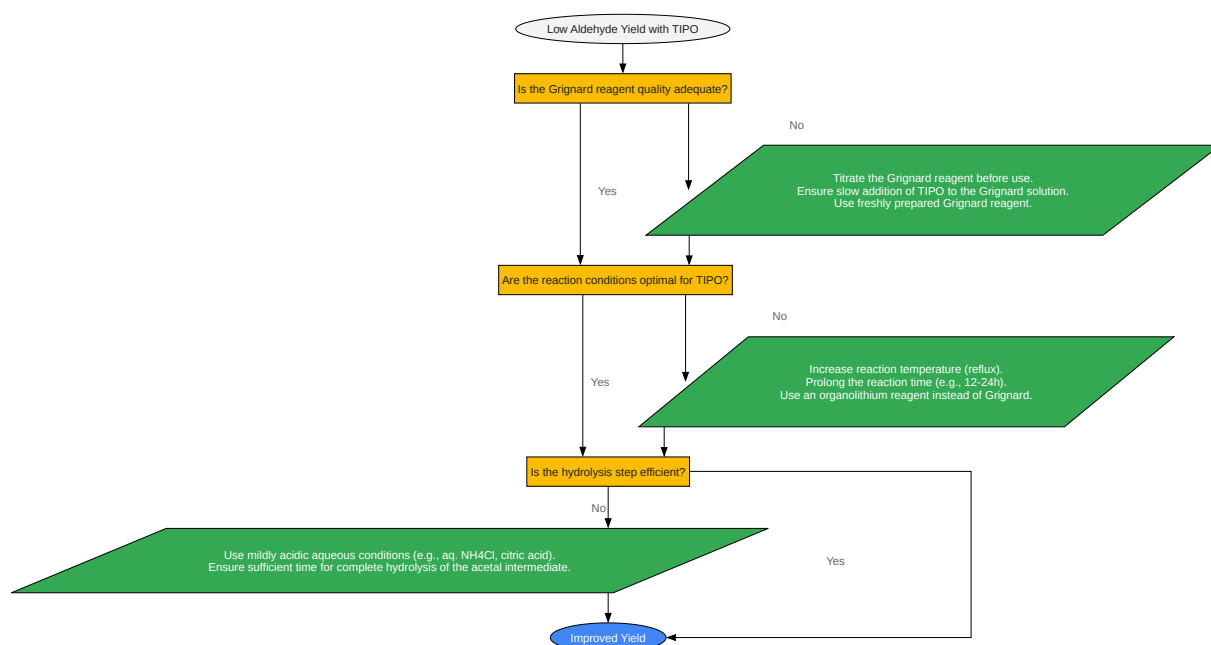 Low Aldehyde Yield with TIPO
Is the Grignard reagent quality adequate?
No
Titrate the Grignard reagent before use.
Ensure slow addition of TIPO to the Grignard solution.
Use freshly prepared Grignard reagent.
Yes
Are the reaction conditions optimal for TIPO?
No
Increase reaction temperature (reflux).
Prolong the reaction time (e.g., 12-24h).
Use an organolithium reagent instead of Grignard.
Yes
Is the hydrolysis step efficient?
No
Use mildly acidic aqueous conditions (e.g., aq. NH4Cl, citric acid).
Ensure sufficient time for complete hydrolysis of the acetal intermediate.
Yes
Improved Yield